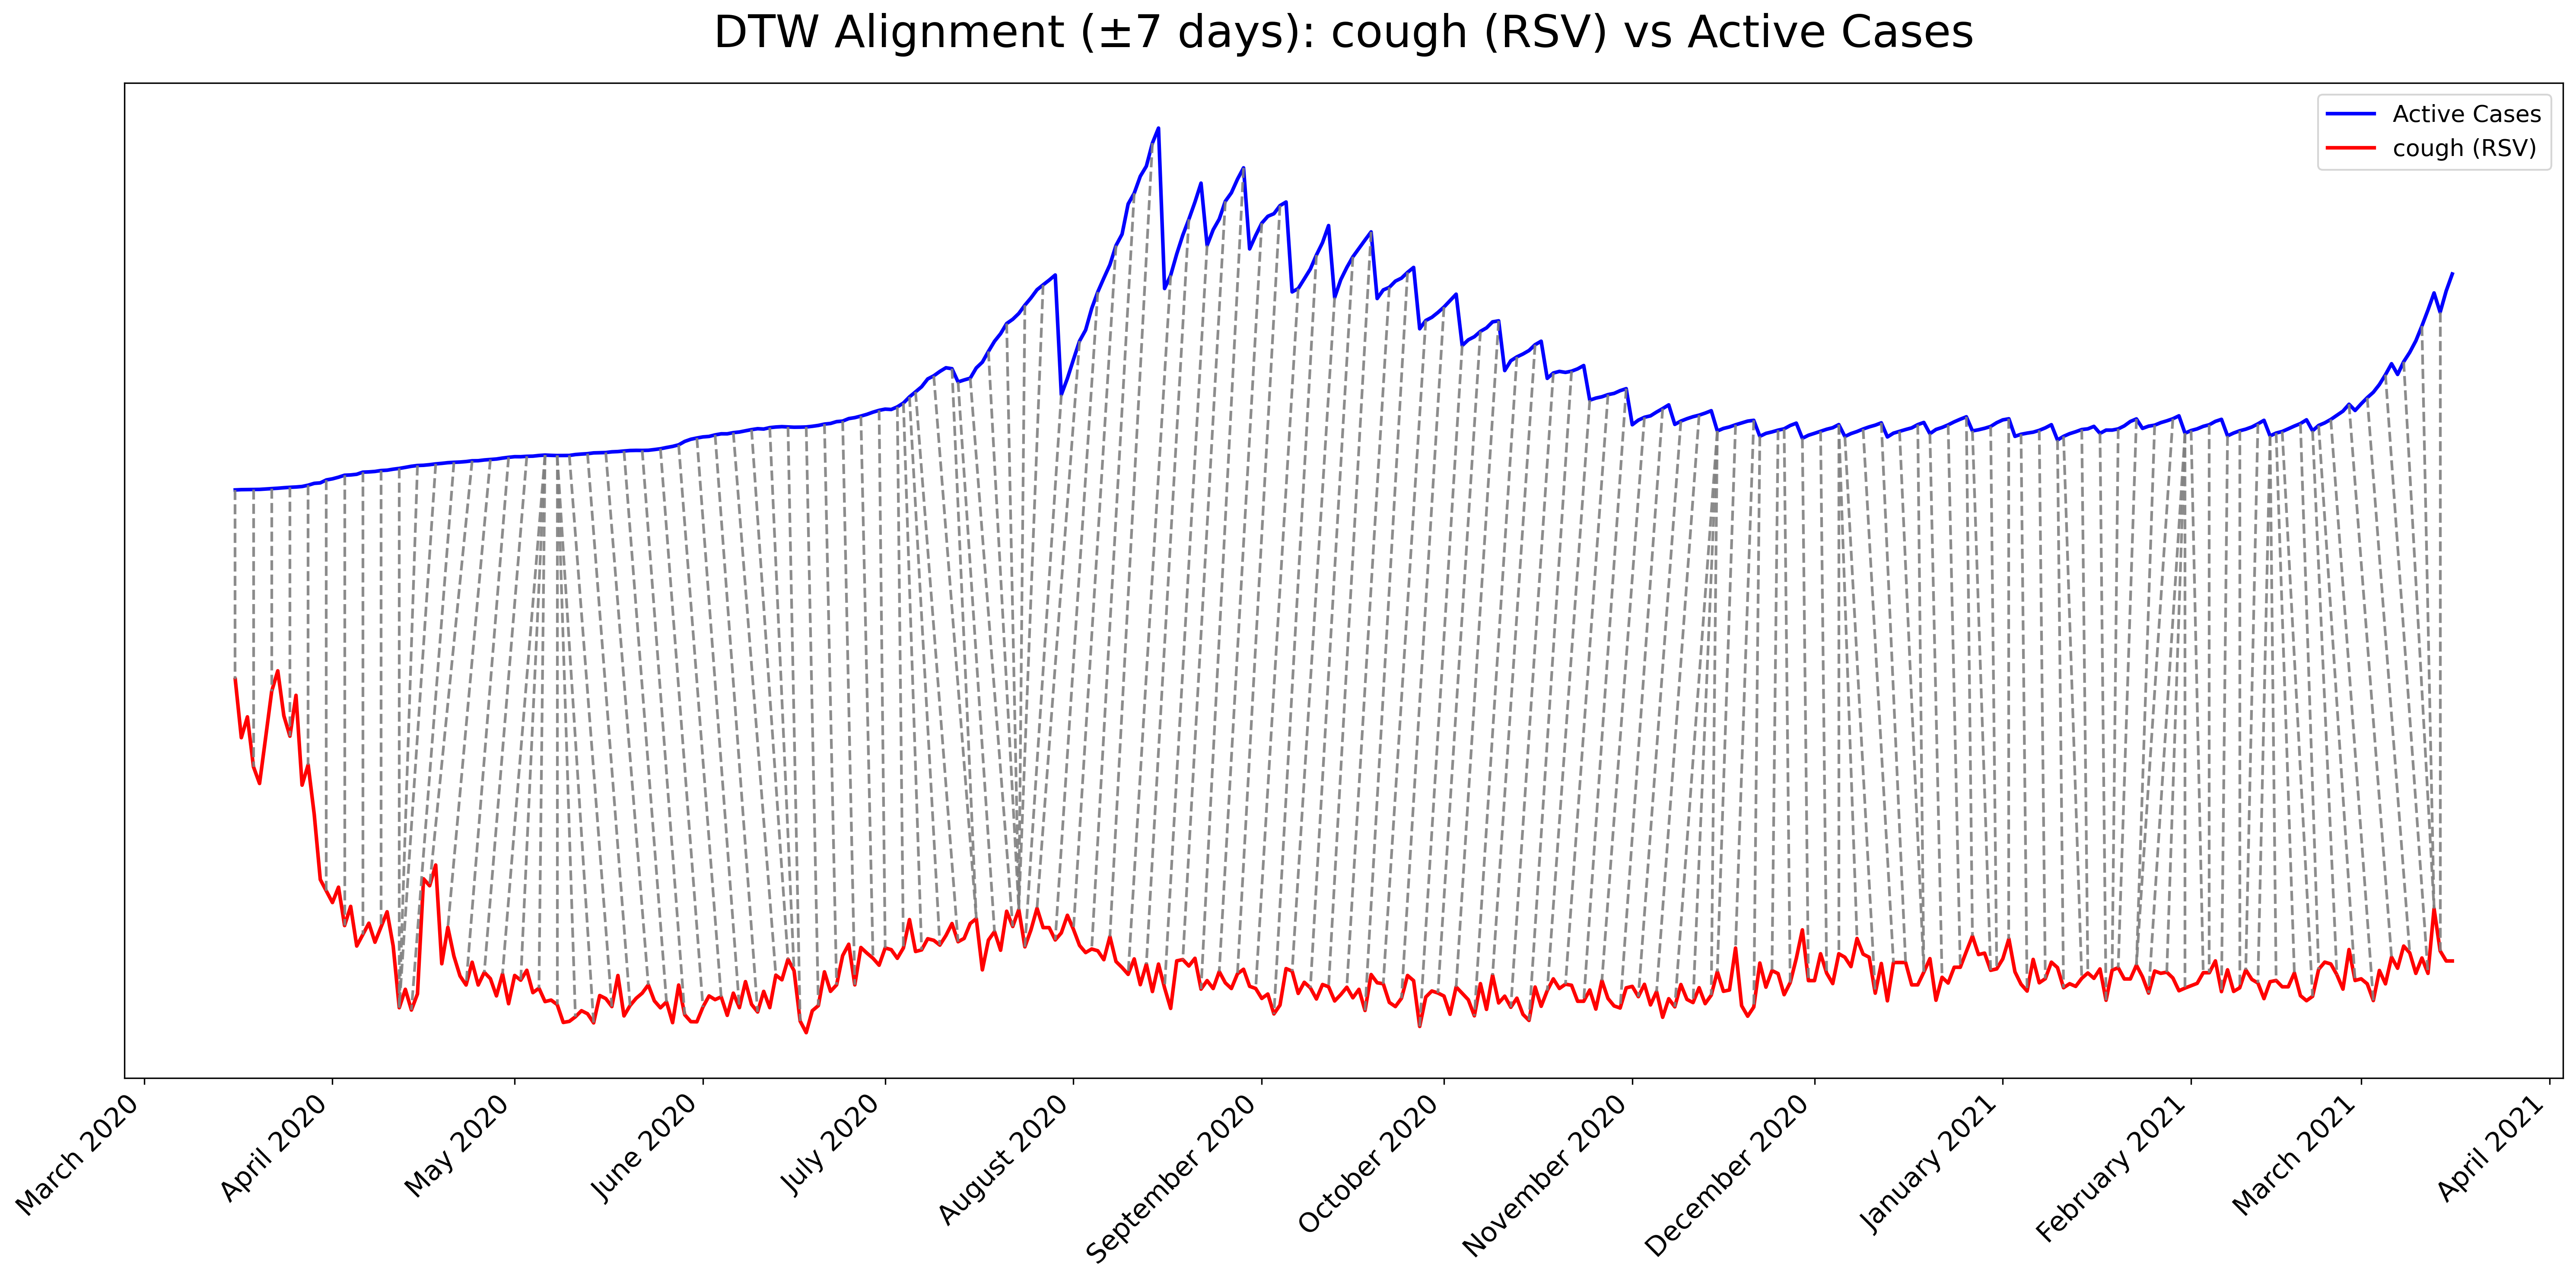 DTW Alignment (±7 days): cough (RSV) vs Active Cases
Active Cases
cough (RSV)
March 2020
April 2020
May 2020
June 2020
July 2020
August 2020
September 2020
October 2020
November 2020
December 2020
January 2021
February 2021
March 2021
April 2021